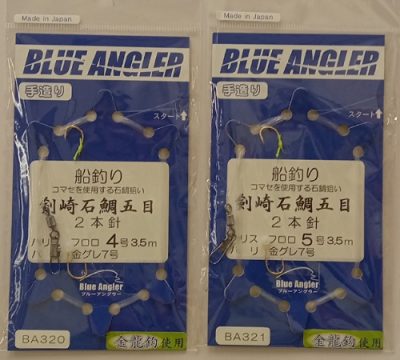 Made in Japan
BLUE ANGLER
手造り
スタート↑
船釣り
コマセを使用する石鯛狙い
剣崎石鯛五目
2本針
ハリ フロロ 4号 3.5m
ハ 金グレ7号
Blue Angler
ブルーアングラー
BA320
金龍鈎使用
Made in Japan
BLUE ANGLER
手造り
スタート↑
船釣り
コマセを使用する石鯛狙い
剣崎石鯛五目
2本針
ハリス フロロ 5号 3.5m
ハリ 金グレ7号
Blue Angler
ブルーアングラー
BA321
金龍鈎使用